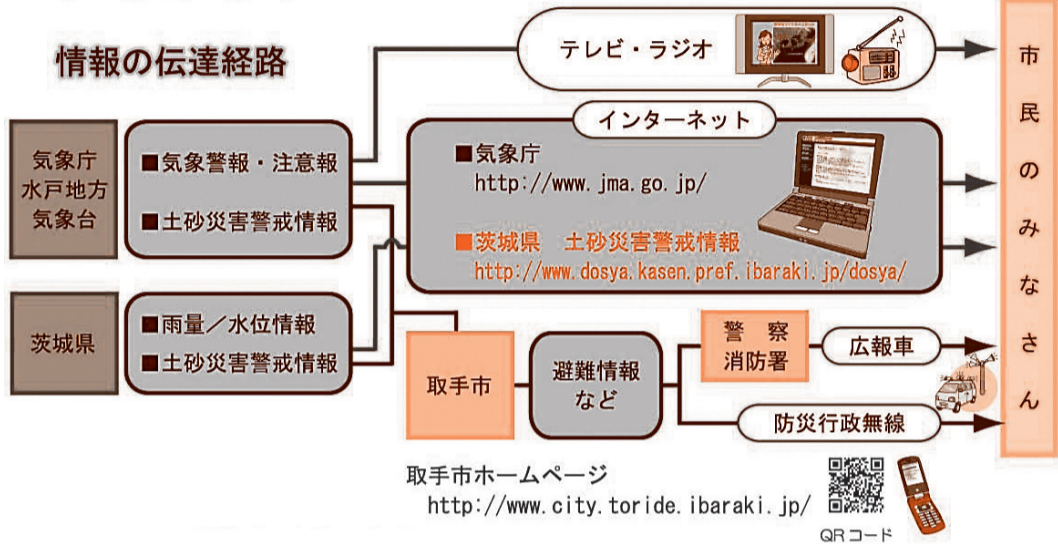 情報の伝達経路
テレビ・ラジオ
インターネット
気象庁
水戸地方
気象台
■気象警報・注意報
■土砂災害警戒情報
■気象庁
http://www.jma.go.jp/
■茨城県 土砂災害警戒情報
http://www.dosya.kasen.pref.ibaraki.jp/dosya/
茨城県
■雨量／水位情報
■土砂災害警戒情報
取手市
避難情報
など
警 察
消防署
広報車
防災行政無線
市民のみなさん
取手市ホームページ
http://www.city.toride.ibaraki.jp/
QRコード